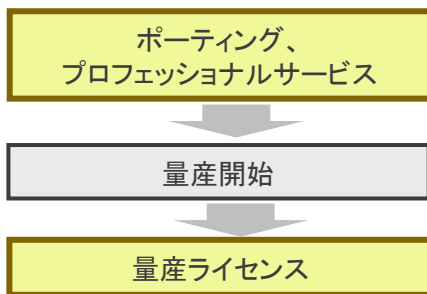 ポーティング、
プロフェッショナルサービス
量産開始
量産ライセンス